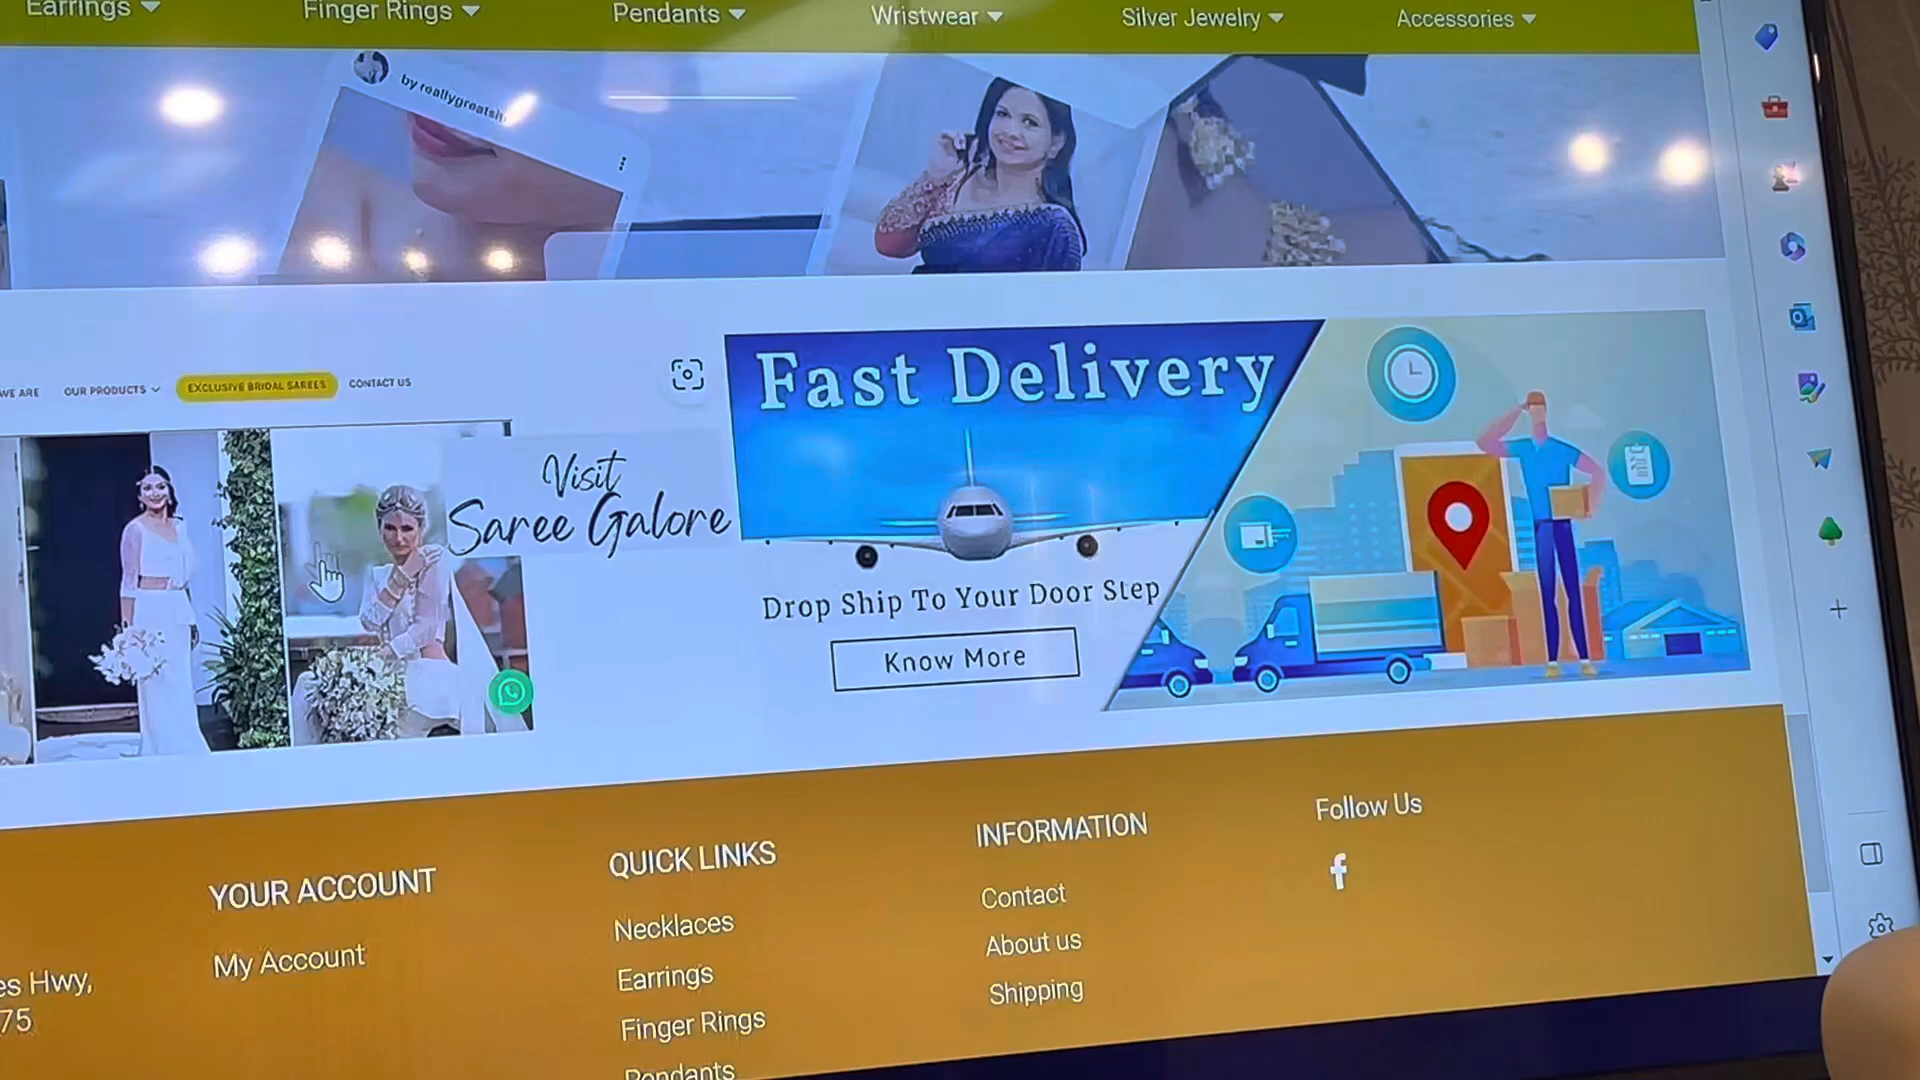 Earrings
Finger Rings
Pendants
Wristwear
Silver Jewelry
Accessories
by reallygreatsit
WE ARE
OUR PRODUCTS
EXCLUSIVE BRIDAL SAREES
CONTACT US
Visit
Saree Galore
Fast Delivery
Drop Ship To Your Door Step
Know More
es Hwy,
75
YOUR ACCOUNT
My Account
QUICK LINKS
Necklaces
Earrings
Finger Rings
Pendants
INFORMATION
Contact
About us
Shipping
Follow Us